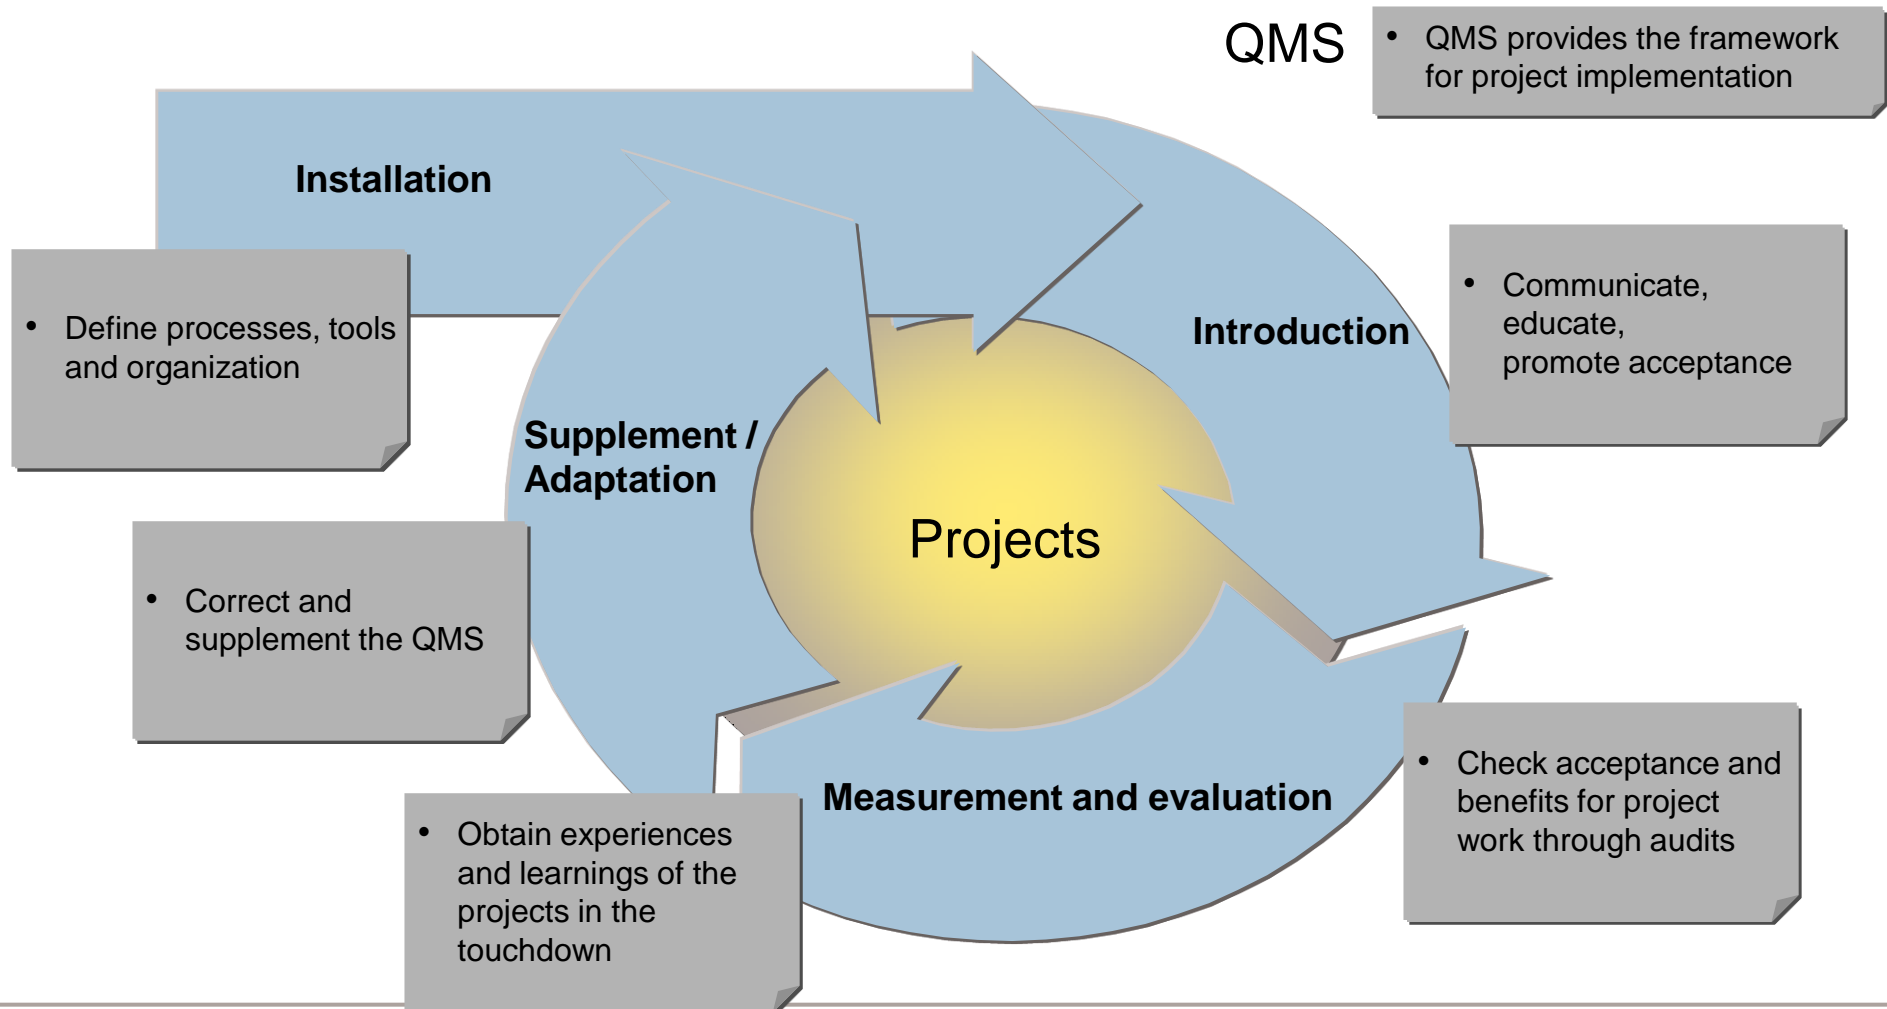 QMS
• QMS provides the framework
for project implementation
Installation
• Define processes, tools
and organization
Introduction
• Communicate,
educate,
promote acceptance
Supplement /
Adaptation
Projects
• Correct and
supplement the QMS
Measurement and evaluation
• Check acceptance and
benefits for project
work through audits
• Obtain experiences
and learnings of the
projects in the
touchdown